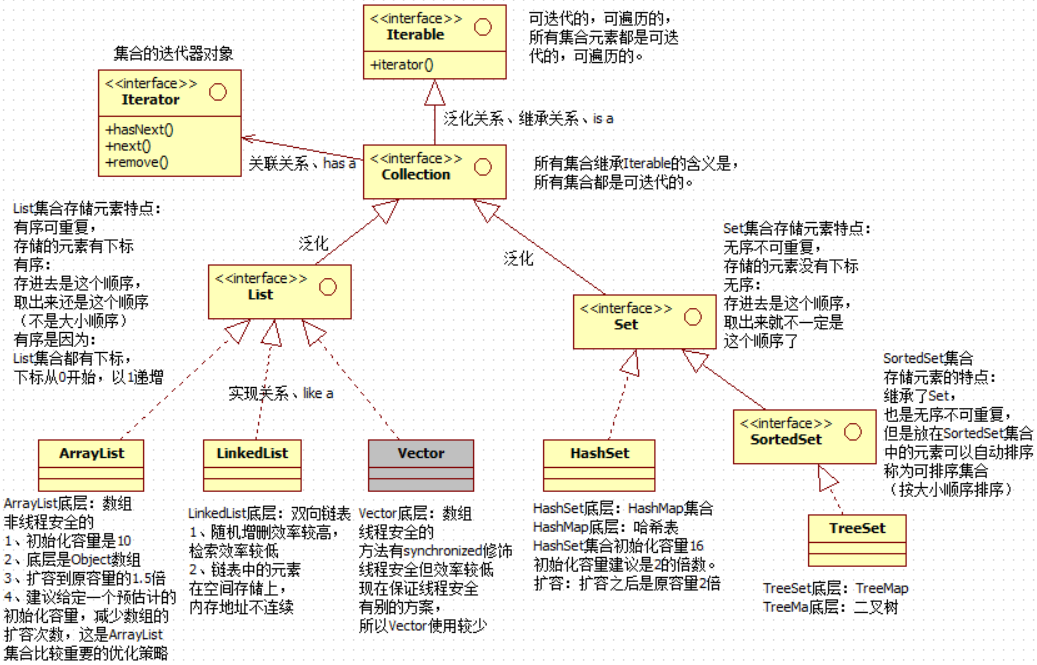 <<interface>>
Iterable
+iterator()
可迭代的，可遍历的，
所有集合元素都是可迭
代的，可遍历的。
集合的迭代器对象
<<interface>>
Iterator
+hasNext()
+next()
+remove()
泛化关系、继承关系、is a
关联关系、has a
<<interface>>
Collection
所有集合继承Iterable的含义是，
所有集合都是可迭代的。
List集合存储元素特点：
有序可重复，
存储的元素有下标
有序：
存进去是这个顺序，
取出来还是这个顺序
（不是大小顺序）
有序是因为：
List集合都有下标，
下标从0开始，以1递增
泛化
泛化
<<interface>>
List
<<interface>>
Set
Set集合存储元素特点：
无序不可重复，
存储的元素没有下标
无序：
存进去是这个顺序，
取出来就不一定是
这个顺序了
实现关系、like a
<<interface>>
SortedSet
SortedSet集合
存储元素的特点：
继承了Set，
也是无序不可重复，
但是放在SortedSet集合
中的元素可以自动排序
称为可排序集合
（按大小顺序排序）
ArrayList
LinkedList
Vector
HashSet
TreeSet
ArrayList底层：数组
非线程安全的
1、初始化容量是10
2、底层是Object数组
3、扩容到原容量的1.5倍
4、建议给定一个预估计的
初始化容量，减少数组的
扩容次数，这是ArrayList
集合比较重要的优化策略
LinkedList底层：双向链表
1、随机增删效率较高，
检索效率较低
2、链表中的元素
在空间存储上，
内存地址不连续
Vector底层：数组
线程安全的
方法有synchronized修饰
线程安全但效率较低
现在保证线程安全
有别的方案，
所以Vector使用较少
HashSet底层：HashMap集合
HashMap底层：哈希表
HashSet集合初始化容量16
初始化容量建议是2的倍数。
扩容：扩容之后是原容量2倍
TreeSet底层：TreeMap
TreeMa底层：二叉树